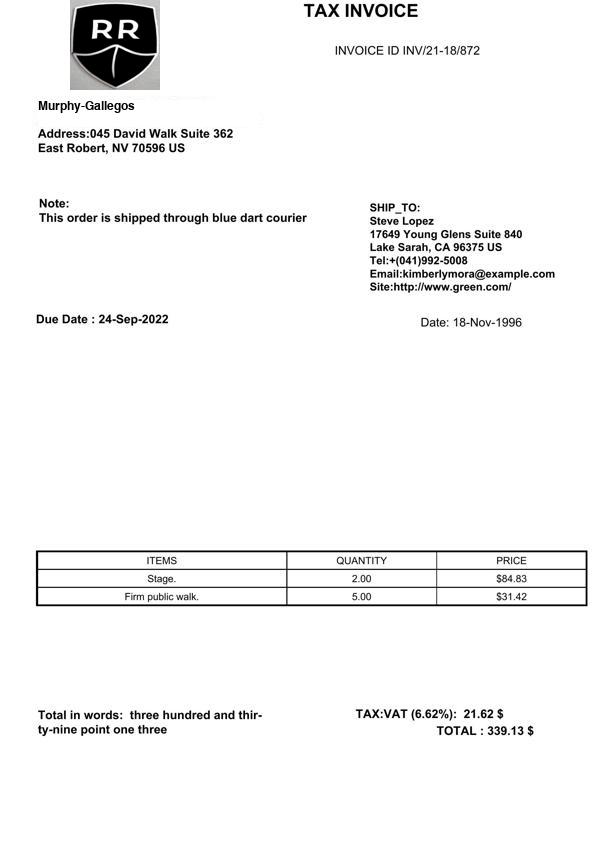 RR
TAX INVOICE
INVOICE ID INV/21-18/872
Murphy-Gallegos
Address:045 David Walk Suite 362
East Robert, NV 70596 US
Note:
This order is shipped through blue dart courier
SHIP_TO:
Steve Lopez
17649 Young Glens Suite 840
Lake Sarah, CA 96375 US
Tel:+(041)992-5008
Email:kimberlymora@example.com
Site:http://www.green.com/
Due Date : 24-Sep-2022
Date: 18-Nov-1996
ITEMS QUANTITY PRICE
Stage. 2.00 $84.83
Firm public walk. 5.00 $31.42
Total in words: three hundred and thir-
ty-nine point one three
TAX:VAT (6.62%): 21.62 $
TOTAL : 339.13 $